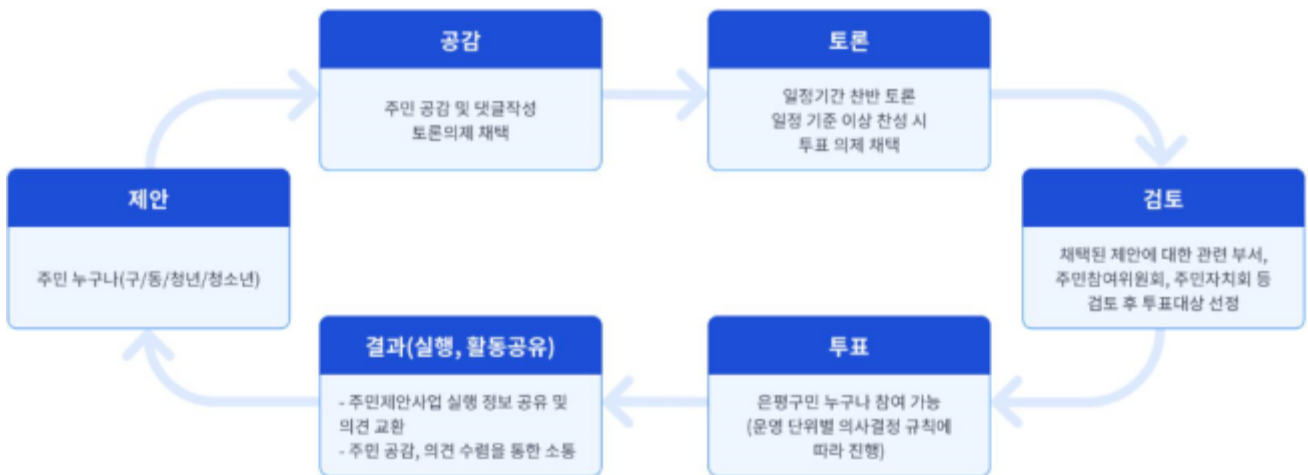 공감
주민 공감 및 댓글작성
토론의제 채택
토론
일정기간 찬반 토론
일정 기준 이상 찬성 시
투표 의제 채택
제안
주민 누구나(구/동/청년/청소년)
검토
채택된 제안에 대한 관련 부서,
주민참여위원회, 주민자치회 등
검토 후 투표대상 선정
결과(실행, 활동공유)
- 주민제안사업 실행 정보 공유 및
의견 교환
- 주민 공감, 의견 수렴을 통한 소통
투표
은평구민 누구나 참여 가능
(운영 단위별 의사결정 규칙에
따라 진행)